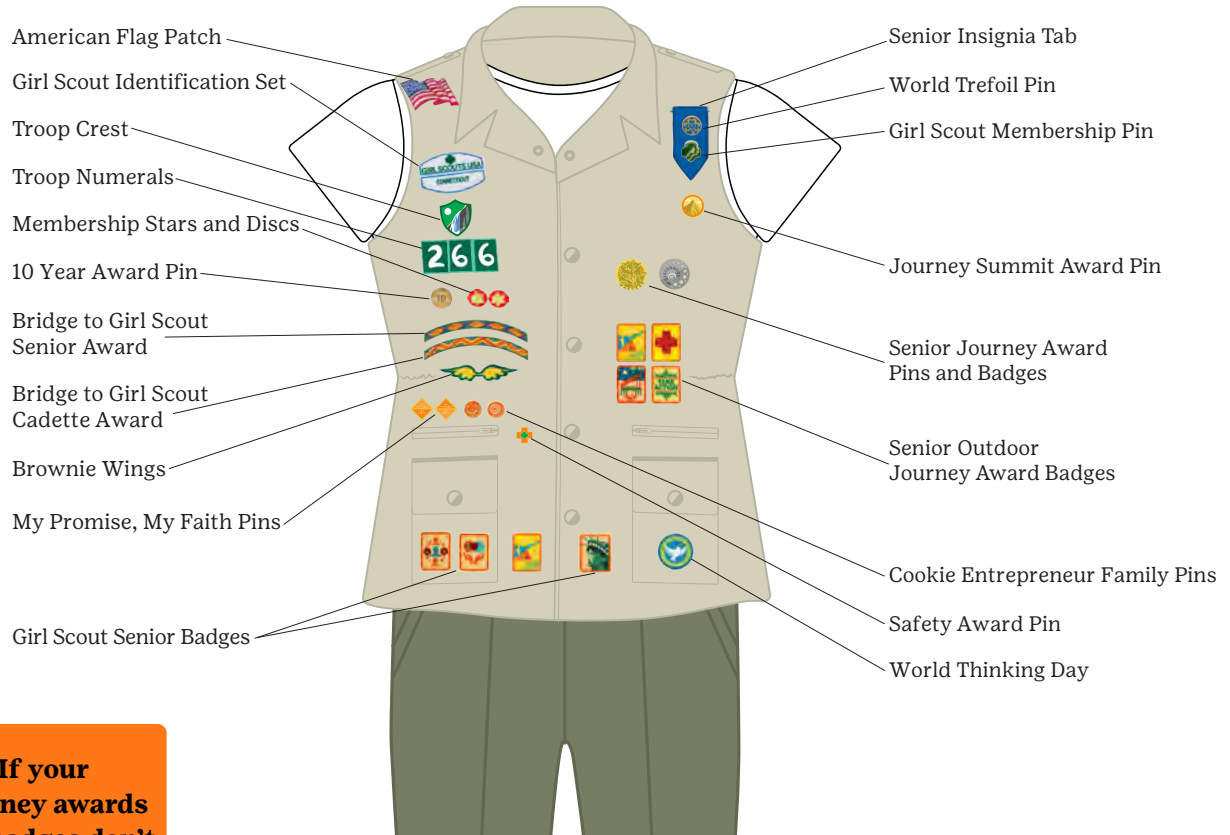 American Flag Patch
Girl Scout Identification Set
Troop Crest
Troop Numerals
Membership Stars and Discs
10 Year Award Pin
Bridge to Girl Scout
Senior Award
Bridge to Girl Scout
Cadette Award
Brownie Wings
My Promise, My Faith Pins
Girl Scout Senior Badges
GIRL SCOUTS USA
CONNECTICUT
266
10
TAKE
ACTION
Senior Insignia Tab
World Trefoil Pin
Girl Scout Membership Pin
Journey Summit Award Pin
Senior Journey Award
Pins and Badges
Senior Outdoor
Journey Award Badges
Cookie Entrepreneur Family Pins
Safety Award Pin
World Thinking Day
If your
ney awards